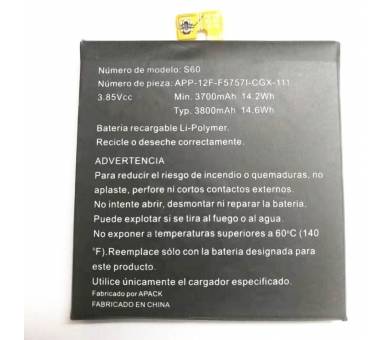 Número de modelo: S60
Número de pieza: APP-12F-F5757I-CGX-111
3.85Vcc Min. 3700mAh 14.2Wh
Typ. 3800mAh 14.6Wh
Bateria recargable Li-Polymer.
Recicle o deseche correctamente.
ADVERTENCIA
Para reducir el riesgo de incendio o quemaduras, no
aplaste, perfore ni cortos contactos externos.
No intente abrir, desmontar ni reparar la bateria.
Puede explotar si se tira al fuego o al agua.
No exponer a temperaturas superiores a 60°C (140
°F).Reemplace sólo con la bateria designada para
este dispositivo.
Utilice únicamente el cargador especificado.
Fabricado por APACK
FABRICADO EN CHINA